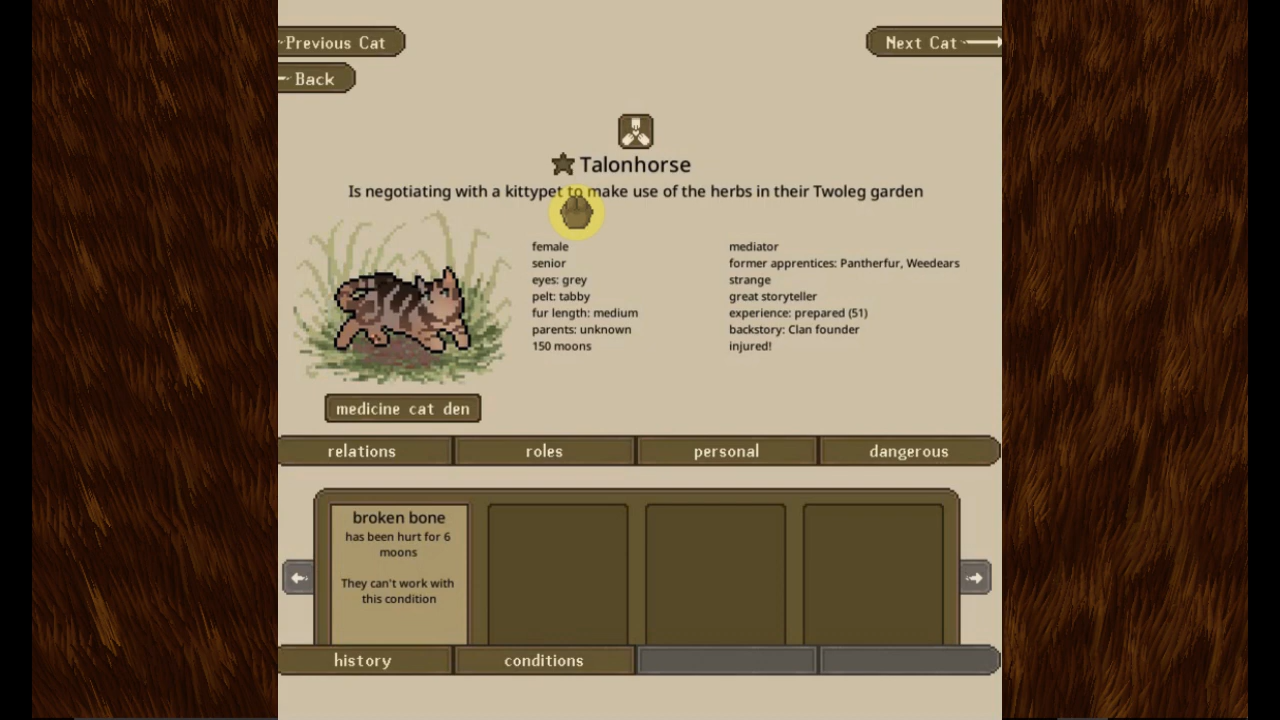 Previous Cat
Next Cat
Back
Talonhorse
Is negotiating with a kittypet to make use of the herbs in their Twoleg garden
female
senior
eyes: grey
pelt: tabby
fur length: medium
parents: unknown
150 moons
mediator
former apprentices: Pantherfur, Weedears
strange
great storyteller
experience: prepared (51)
backstory: Clan founder
injured!
medicine cat den
relations
roles
personal
dangerous
broken bone
has been hurt for 6
moons
They can't work with
this condition
history
conditions